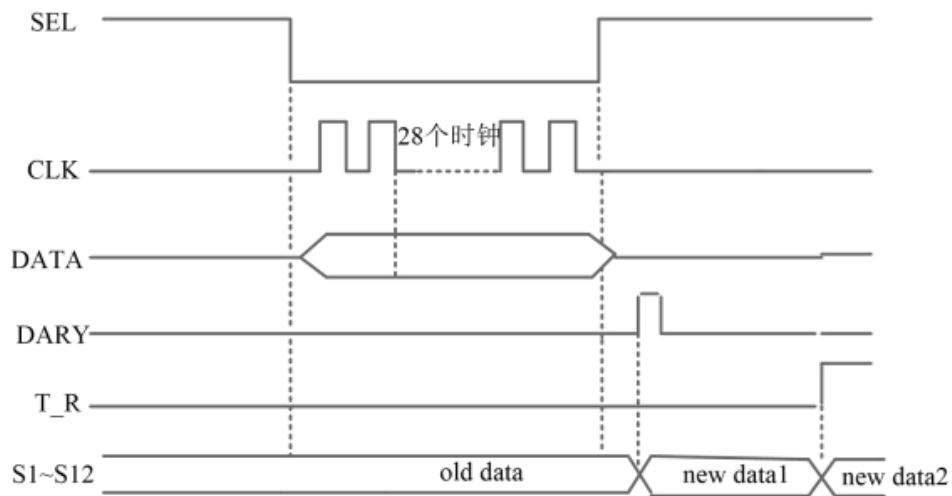 SEL
28个时钟
CLK
DATA
DARY
T_R
S1~S12
old data
new data1
new data2